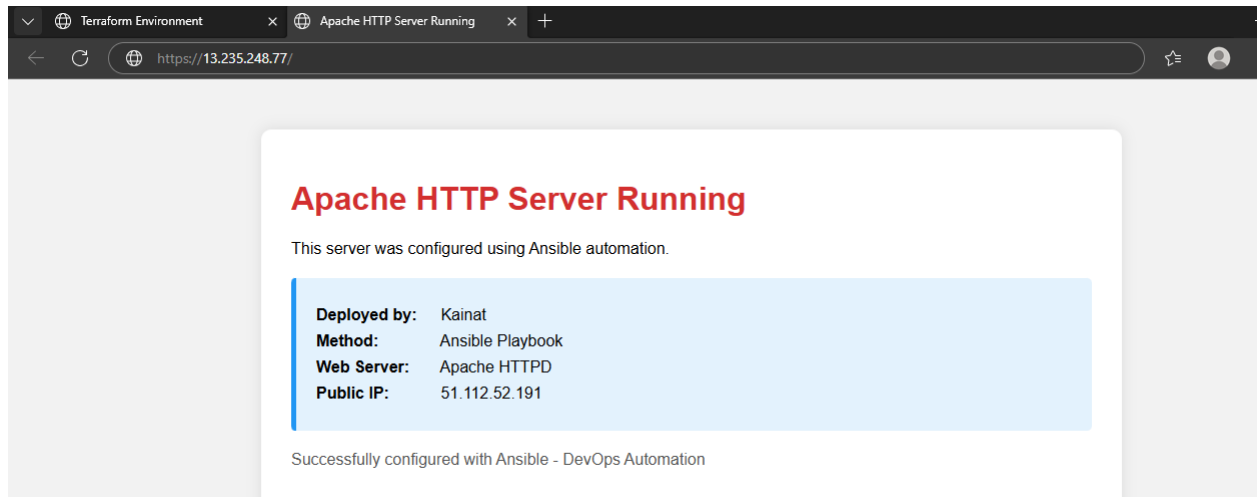 Terraform Environment
Apache HTTP Server Running
https://13.235.248.77/
Apache HTTP Server Running
This server was configured using Ansible automation.
Deployed by: Kainat
Method: Ansible Playbook
Web Server: Apache HTTPD
Public IP: 51.112.52.191
Successfully configured with Ansible - DevOps Automation